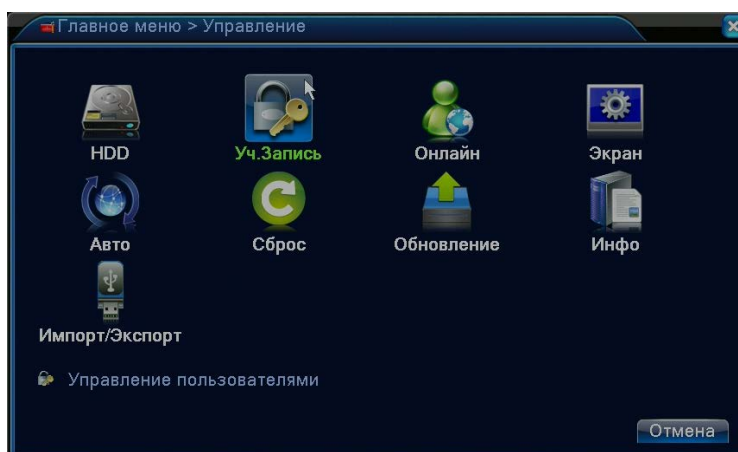 Главное меню > Управление
HDD Уч.Запись Онлайн Экран
Авто Сброс Обновление Инфо
Импорт/Экспорт
Управление пользователями
Отмена